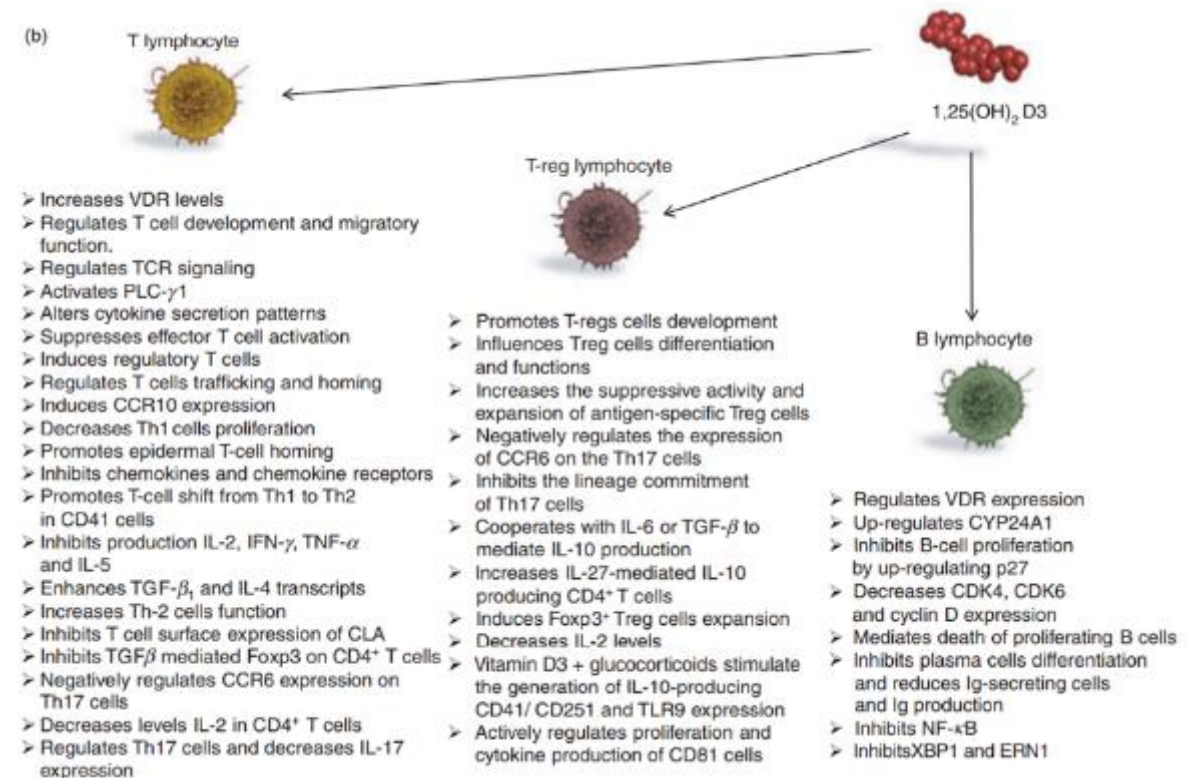 (b)
T lymphocyte
1,25(OH)₂ D3
T-reg lymphocyte
B lymphocyte
➢ Increases VDR levels
➢ Regulates T cell development and migratory
function.
➢ Regulates TCR signaling
➢ Activates PLC-γ1
➢ Alters cytokine secretion patterns
➢ Suppresses effector T cell activation
➢ Induces regulatory T cells
➢ Regulates T cells trafficking and homing
➢ Induces CCR10 expression
➢ Decreases Th1 cells proliferation
➢ Promotes epidermal T-cell homing
➢ Inhibits chemokines and chemokine receptors
➢ Promotes T-cell shift from Th1 to Th2
in CD41 cells
➢ Inhibits production IL-2, IFN-γ, TNF-α
and IL-5
➢ Enhances TGF-β₁ and IL-4 transcripts
➢ Increases Th-2 cells function
➢ Inhibits T cell surface expression of CLA
➢ Inhibits TGFβ mediated Foxp3 on CD4⁺ T cells
➢ Negatively regulates CCR6 expression on
Th17 cells
➢ Decreases levels IL-2 in CD4⁺ T cells
➢ Regulates Th17 cells and decreases IL-17
expression
➢ Promotes T-regs cells development
➢ Influences Treg cells differentiation
and functions
➢ Increases the suppressive activity and
expansion of antigen-specific Treg cells
➢ Negatively regulates the expression
of CCR6 on the Th17 cells
➢ Inhibits the lineage commitment
of Th17 cells
➢ Cooperates with IL-6 or TGF-β to
mediate IL-10 production
➢ Increases IL-27-mediated IL-10
producing CD4⁺ T cells
➢ Induces Foxp3⁺ Treg cells expansion
➢ Decreases IL-2 levels
➢ Vitamin D3 + glucocorticoids stimulate
the generation of IL-10-producing
CD41/ CD251 and TLR9 expression
➢ Actively regulates proliferation and
cytokine production of CD81 cells
➢ Regulates VDR expression
➢ Up-regulates CYP24A1
➢ Inhibits B-cell proliferation
by up-regulating p27
➢ Decreases CDK4, CDK6
and cyclin D expression
➢ Mediates death of proliferating B cells
➢ Inhibits plasma cells differentiation
and reduces Ig-secreting cells
and Ig production
➢ Inhibits NF-κB
➢ InhibitsXBP1 and ERN1